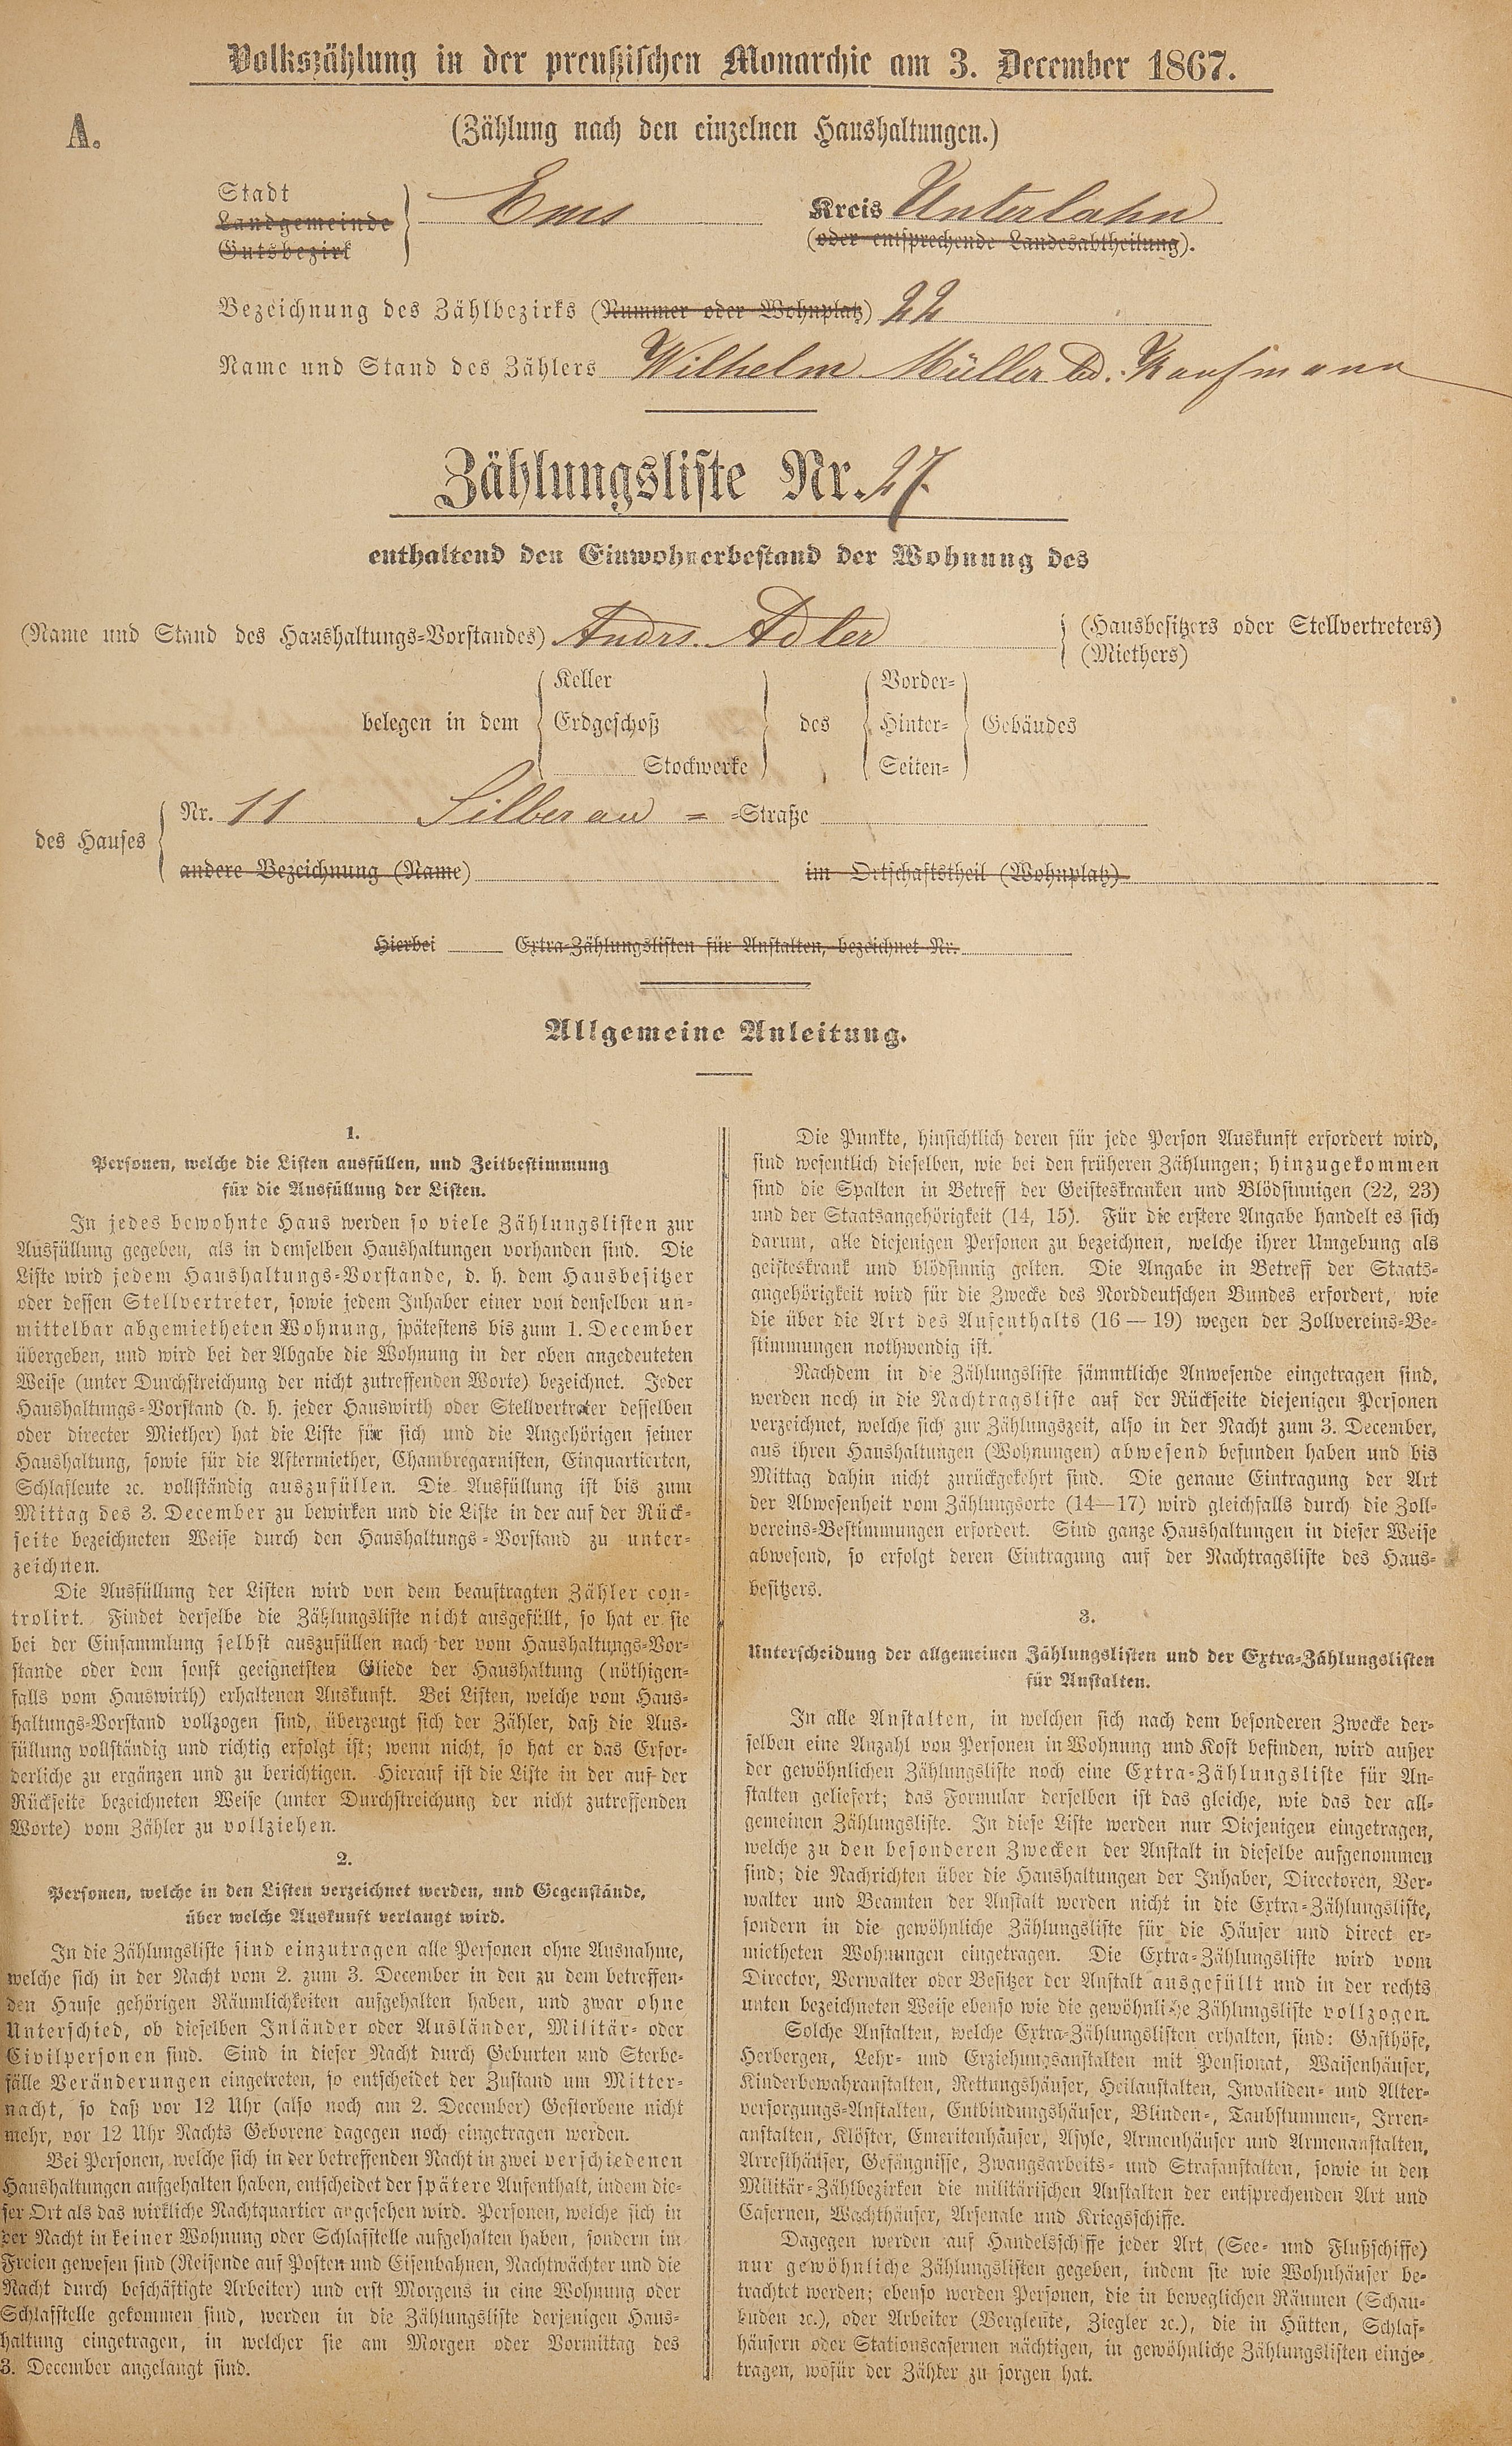 Volkszählung in der preußischen Monarchie am 3. December 1867.
A.
(Zählung nach den einzelnen Haushaltungen.)
Stadt
Landgemeinde
Gutsbezirk
Ems
Kreis Unterlahn
(oder entsprechende Landesabtheilung).
Bezeichnung des Zählbezirks (Nummer oder Wohnplatz) 22
Name und Stand des Zählers Wilhelm Müller Kaufmann
Zählungsliste Nr. 27.
enthaltend den Einwohnerbestand der Wohnung des
(Name und Stand des Haushaltungs-Vorstandes) Andrs. Adler
(Hausbesitzers oder Stellvertreters)
(Miethers)
belegen in dem
Keller
Erdgeschoß
Stockwerke
des
Vorder-
Hinter-
Seiten-
Gebäudes
des Hauses
Nr. 11 Silberau - -Straße
andere Bezeichnung (Name) im Ortschaftstheil (Wohnplatz)
Hierbei Extra-Zählungslisten für Anstalten, bezeichnet Nr.
Allgemeine Anleitung.
1.
Personen, welche die Listen ausfüllen, und Zeitbestimmung
für die Ausfüllung der Listen.
In jedes bewohnte Haus werden so viele Zählungslisten zur
Ausfüllung gegeben, als in demselben Haushaltungen vorhanden sind. Die
Liste wird jedem Haushaltungs-Vorstande, d. h. dem Hausbesitzer
oder dessen Stellvertreter, sowie jedem Inhaber einer von denselben un-
mittelbar abgemietheten Wohnung, spätestens bis zum 1. December
übergeben, und wird bei der Abgabe die Wohnung in der oben angedeuteten
Weise (unter Durchstreichung der nicht zutreffenden Worte) bezeichnet. Jeder
Haushaltungs-Vorstand (d. h. jeder Hauswirth oder Stellvertreter desselben
oder directer Miether) hat die Liste für sich und die Angehörigen seiner
Haushaltung, sowie für die Aftermiether, Chambregarnisten, Einquartierten,
Schlafleute ꝛc. vollständig auszufüllen. Die Ausfüllung ist bis zum
Mittag des 3. December zu bewirken und die Liste in der auf der Rück-
seite bezeichneten Weise durch den Haushaltungs-Vorstand zu unter-
zeichnen.
Die Ausfüllung der Listen wird von dem beauftragten Zähler con-
trolirt. Findet derselbe die Zählungsliste nicht ausgefüllt, so hat er sie
bei der Einsammlung selbst auszufüllen nach der vom Haushaltungs-Vor-
stande oder dem sonst geeignetsten Gliede der Haushaltung (nöthigen-
falls vom Hauswirth) erhaltenen Auskunft. Bei Listen, welche vom Haus-
haltungs-Vorstand vollzogen sind, überzeugt sich der Zähler, daß die Aus-
füllung vollständig und richtig erfolgt ist; wenn nicht, so hat er das Erfor-
derliche zu ergänzen und zu berichtigen. Hierauf ist die Liste in der auf der
Rückseite bezeichneten Weise (unter Durchstreichung der nicht zutreffenden
Worte) vom Zähler zu vollziehen.
2.
Personen, welche in den Listen verzeichnet werden, und Gegenstände,
über welche Auskunft verlangt wird.
In die Zählungsliste sind einzutragen alle Personen ohne Ausnahme,
welche sich in der Nacht vom 2. zum 3. December in den zu dem betreffen-
den Hause gehörigen Räumlichkeiten aufgehalten haben, und zwar ohne
Unterschied, ob dieselben Inländer oder Ausländer, Militär- oder
Civilpersonen sind. Sind in dieser Nacht durch Geburten und Sterbe-
fälle Veränderungen eingetreten, so entscheidet der Zustand um Mitter-
nacht, so daß vor 12 Uhr (also noch am 2. December) Gestorbene nicht
mehr, vor 12 Uhr Nachts Geborene dagegen noch eingetragen werden.
Bei Personen, welche sich in der betreffenden Nacht in zwei verschiedenen
Haushaltungen aufgehalten haben, entscheidet der spätere Aufenthalt, indem die-
ser Ort als das wirkliche Nachtquartier angesehen wird. Personen, welche sich in
der Nacht in keiner Wohnung oder Schlafstelle aufgehalten haben, sondern im
Freien gewesen sind (Reisende auf Posten und Eisenbahnen, Nachtwächter und die
Nacht durch beschäftigte Arbeiter) und erst Morgens in eine Wohnung oder
Schlafstelle gekommen sind, werden in die Zählungsliste derjenigen Haus-
haltung eingetragen, in welcher sie am Morgen oder Vormittag des
3. December angelangt sind.
Die Punkte, hinsichtlich deren für jede Person Auskunft erfordert wird,
sind wesentlich dieselben, wie bei den früheren Zählungen; hinzugekommen
sind die Spalten in Betreff der Geisteskranken und Blödsinnigen (22, 23)
und der Staatsangehörigkeit (14, 15). Für die erstere Angabe handelt es sich
darum, alle diejenigen Personen zu bezeichnen, welche ihrer Umgebung als
geisteskrank und blödsinnig gelten. Die Angabe in Betreff der Staats-
angehörigkeit wird für die Zwecke des Norddeutschen Bundes erfordert, wie
die über die Art des Aufenthalts (16 — 19) wegen der Zollvereins-Be-
stimmungen nothwendig ist.
Nachdem in die Zählungsliste sämmtliche Anwesende eingetragen sind,
werden noch in die Nachtragsliste auf der Rückseite diejenigen Personen
verzeichnet, welche sich zur Zählungszeit, also in der Nacht zum 3. December,
aus ihren Haushaltungen (Wohnungen) abwesend befunden haben und bis
Mittag dahin nicht zurückgekehrt sind. Die genaue Eintragung der Art
der Abwesenheit vom Zählungsorte (14—17) wird gleichfalls durch die Zoll-
vereins-Bestimmungen erfordert. Sind ganze Haushaltungen in dieser Weise
abwesend, so erfolgt deren Eintragung auf der Nachtragsliste des Haus-
besitzers.
3.
Unterscheidung der allgemeinen Zählungslisten und der Extra-Zählungslisten
für Anstalten.
In alle Anstalten, in welchen sich nach dem besonderen Zwecke der-
selben eine Anzahl von Personen in Wohnung und Kost befinden, wird außer
der gewöhnlichen Zählungsliste noch eine Extra-Zählungsliste für An-
stalten geliefert; das Formular derselben ist das gleiche, wie das der all-
gemeinen Zählungsliste. In diese Liste werden nur Diejenigen eingetragen,
welche zu den besonderen Zwecken der Anstalt in dieselbe aufgenommen
sind; die Nachrichten über die Haushaltungen der Inhaber, Directoren, Ver-
walter und Beamten der Anstalt werden nicht in die Extra-Zählungsliste,
sondern in die gewöhnliche Zählungsliste für die Häuser und direct er-
mietheten Wohnungen eingetragen. Die Extra-Zählungsliste wird vom
Director, Verwalter oder Besitzer der Anstalt ausgefüllt und in der rechts
unten bezeichneten Weise ebenso wie die gewöhnliche Zählungsliste vollzogen.
Solche Anstalten, welche Extra-Zählungslisten erhalten, sind: Gasthöfe,
Herbergen, Lehr- und Erziehungsanstalten mit Pensionat, Waisenhäuser,
Kinderbewahranstalten, Rettungshäuser, Heilanstalten, Invaliden- und Alter-
versorgungs-Anstalten, Entbindungshäuser, Blinden-, Taubstummen-, Irren-
anstalten, Klöster, Emeritenhäuser, Asyle, Armenhäuser und Armenanstalten,
Arresthäuser, Gefängnisse, Zwangsarbeits- und Strafanstalten, sowie in den
Militär-Zählbezirken die militärischen Anstalten der entsprechenden Art und
Casernen, Wachthäuser, Arsenale und Kriegsschiffe.
Dagegen werden auf Handelsschiffe jeder Art (See- und Flußschiffe)
nur gewöhnliche Zählungslisten gegeben, indem sie wie Wohnhäuser be-
trachtet werden; ebenso werden Personen, die in beweglichen Räumen (Schau-
buden ꝛc.), oder Arbeiter (Bergleute, Ziegler ꝛc.), die in Hütten, Schlaf-
häusern oder Stationscasernen nächtigen, in gewöhnliche Zählungslisten einge-
tragen, wofür der Zähler zu sorgen hat.